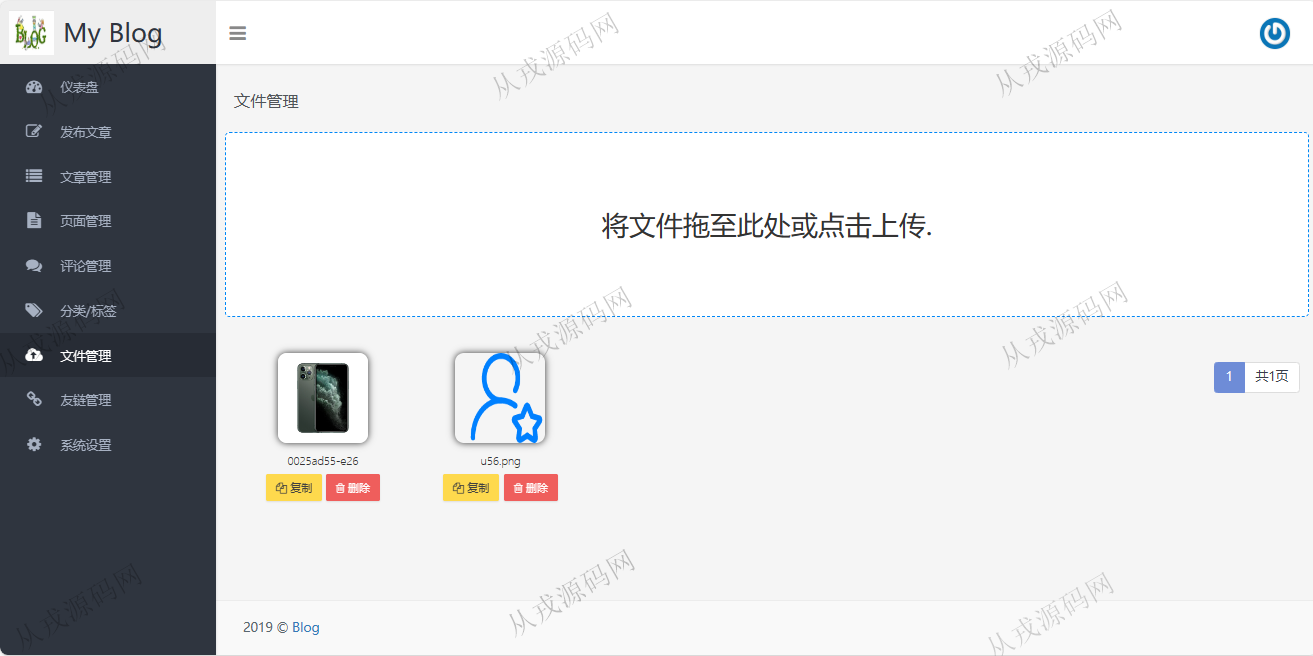 My Blog
仪表盘
发布文章
文章管理
页面管理
评论管理
分类/标签
文件管理
友链管理
系统设置
文件管理
将文件拖至此处或点击上传.
0025ad55-e26
复制 删除
u56.png
复制 删除
1 共1页
2019 © Blog
从戎源码网
从戎源码网
从戎源码网
从戎源码网
从戎源码网
从戎源码网
从戎源码网
从戎源码网
从戎源码网